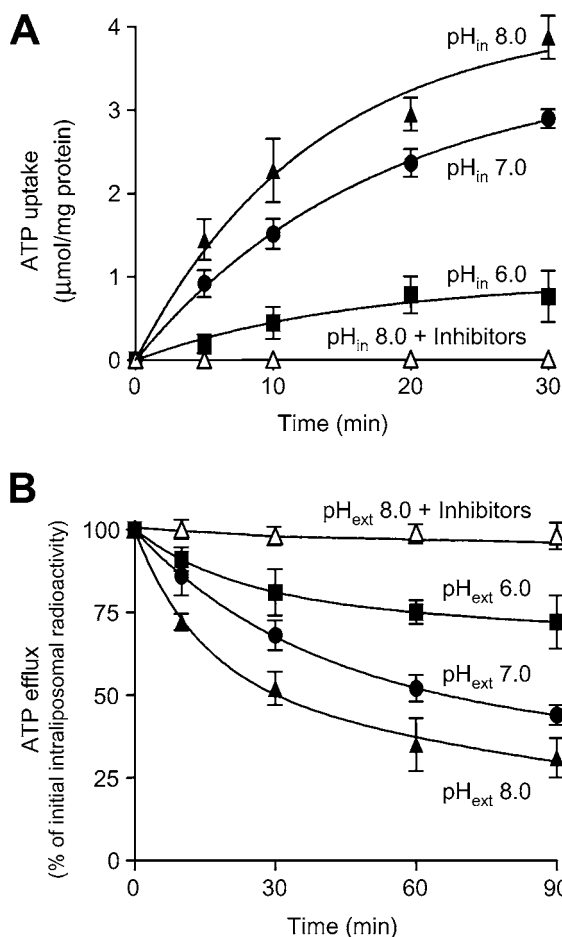 A
ATP uptake
(μmol/mg protein)
4
3
2
1
0
pHin 8.0
pHin 7.0
pHin 6.0
pHin 8.0 + Inhibitors
0 10 20 30
Time (min)
B
ATP efflux
(% of initial intraliposomal radioactivity)
100
75
50
25
0
pHext 8.0 + Inhibitors
pHext 6.0
pHext 7.0
pHext 8.0
0 30 60 90
Time (min)